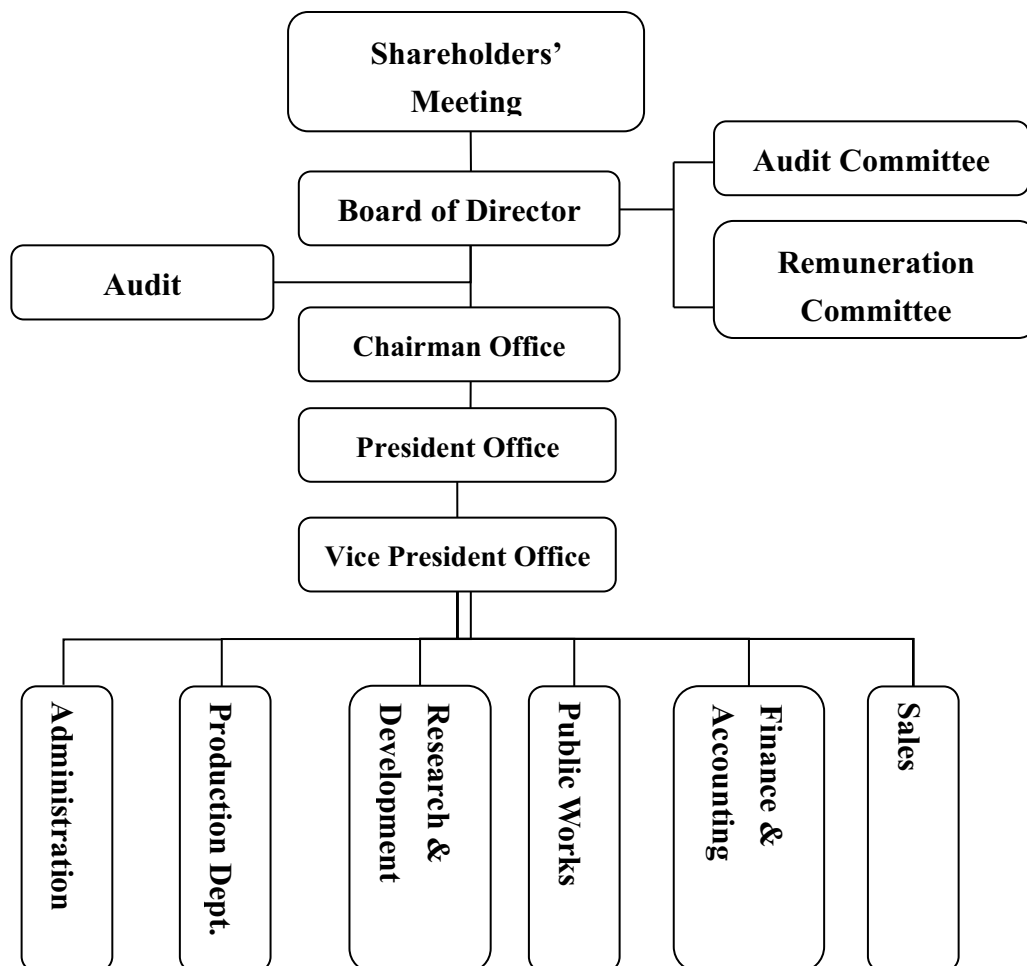 Shareholders’
Meeting
Audit Committee
Board of Director
Remuneration
Committee
Audit
Chairman Office
President Office
Vice President Office
Administration
Production Dept.
Research &
Development
Public Works
Finance &
Accounting
Sales